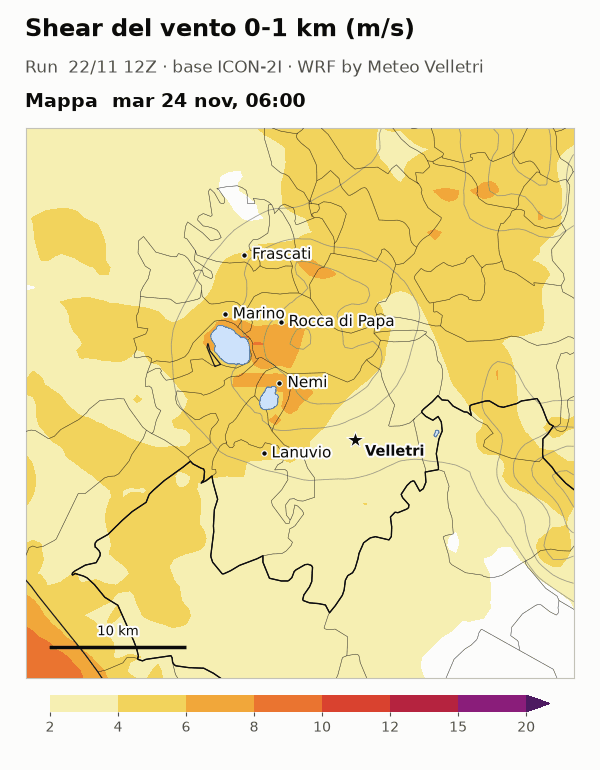 Shear del vento 0-1 km (m/s)
Run  22/11 12Z · base ICON-2I · WRF by Meteo Velletri
Mappa  mar 24 nov, 06:00
Frascati
Marino
Rocca di Papa
Nemi
Velletri
Lanuvio
10 km
2 4 6 8 10 12 15 20